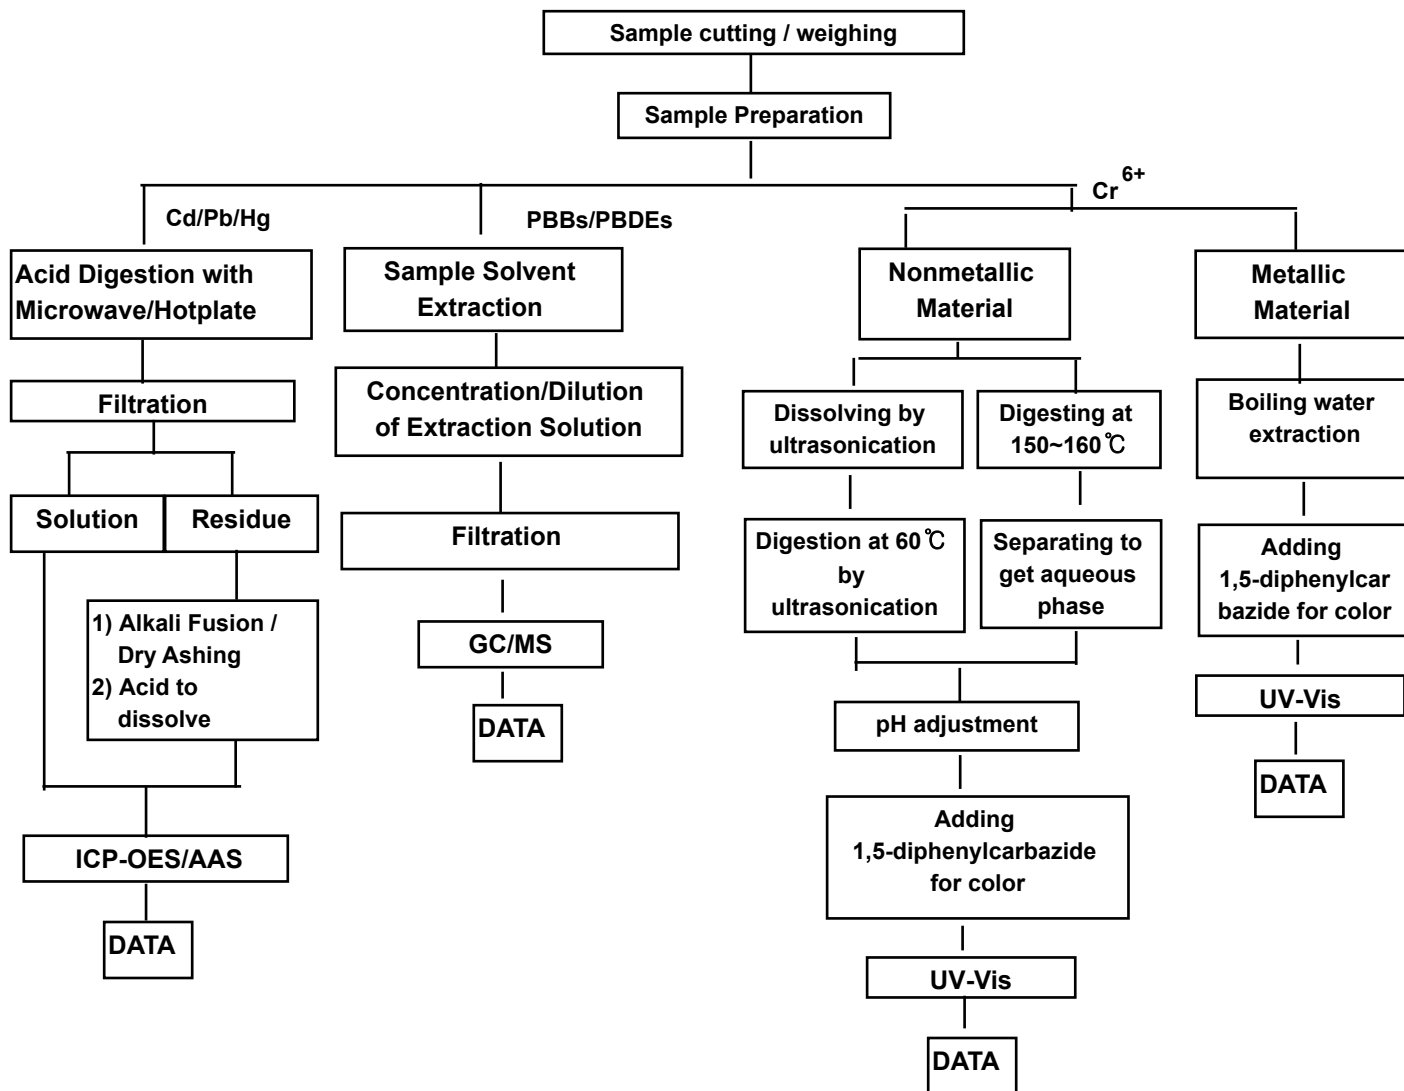 Sample cutting / weighing
Sample Preparation
Cd/Pb/Hg
PBBs/PBDEs
Cr 6+
Acid Digestion with
Microwave/Hotplate
Filtration
Solution
Residue
1) Alkali Fusion /
Dry Ashing
2) Acid to
dissolve
ICP-OES/AAS
DATA
Sample Solvent
Extraction
Concentration/Dilution
of Extraction Solution
Filtration
GC/MS
DATA
Nonmetallic
Material
Dissolving by
ultrasonication
Digestion at 60℃
by
ultrasonication
Digesting at
150~160℃
Separating to
get aqueous
phase
pH adjustment
Adding
1,5-diphenylcarbazide
for color
UV-Vis
DATA
Metallic
Material
Boiling water
extraction
Adding
1,5-diphenylcar
bazide for color
UV-Vis
DATA